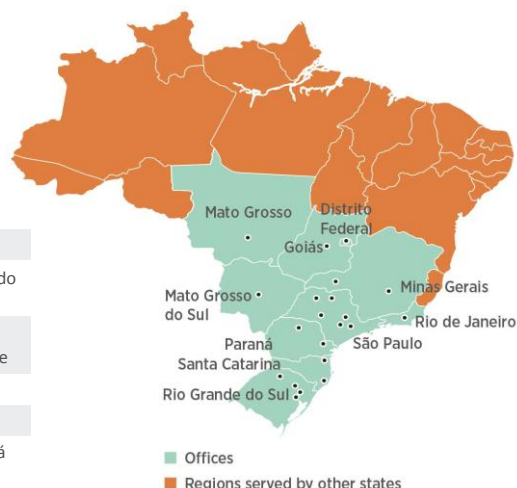 Mato Grosso
Distrito
Federal
Goiás
do
Mato Grosso
do Sul
Minas Gerais
Rio de Janeiro
e
Paraná
São Paulo
Santa Catarina
Rio Grande do Sul
á
Offices
Regions served by other states